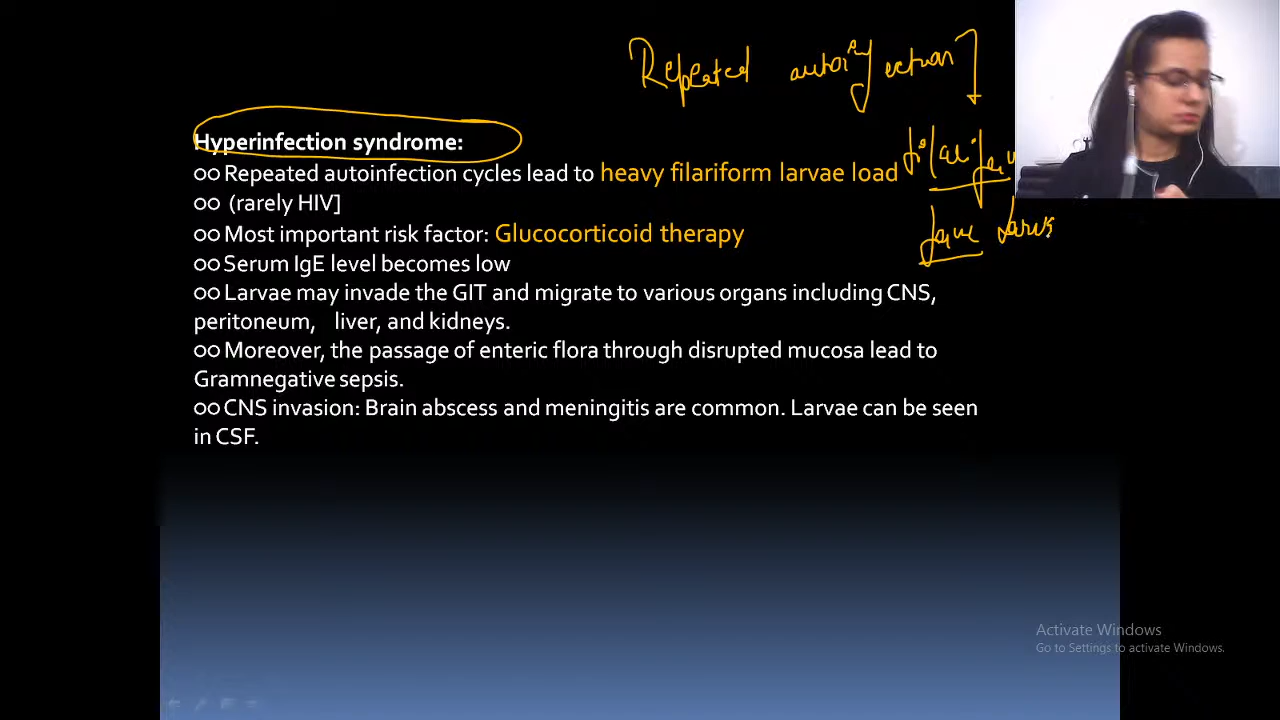 Repeated autoinfection
Hyperinfection syndrome:
○○ Repeated autoinfection cycles lead to heavy filariform larvae load
○○ (rarely HIV]
○○ Most important risk factor: Glucocorticoid therapy
○○ Serum IgE level becomes low
○○ Larvae may invade the GIT and migrate to various organs including CNS,
peritoneum, liver, and kidneys.
○○ Moreover, the passage of enteric flora through disrupted mucosa lead to
Gramnegative sepsis.
○○ CNS invasion: Brain abscess and meningitis are common. Larvae can be seen
in CSF.
Activate Windows
Go to Settings to activate Windows.